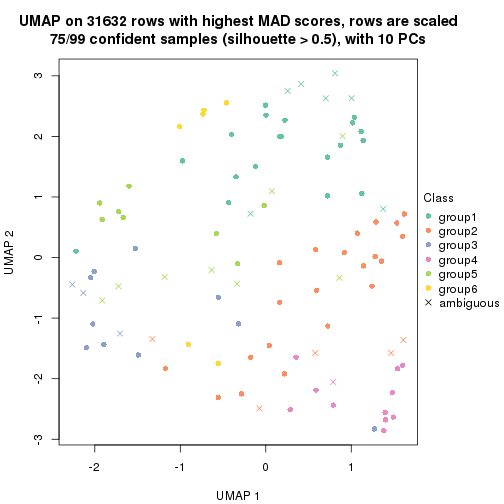 UMAP on 31632 rows with highest MAD scores, rows are scaled
75/99 confident samples (silhouette > 0.5), with 10 PCs
3
2
1
0
-1
-2
-3
UMAP 2
-2
-1
0
1
UMAP 1
Class
group1
group2
group3
group4
group5
group6
ambiguous